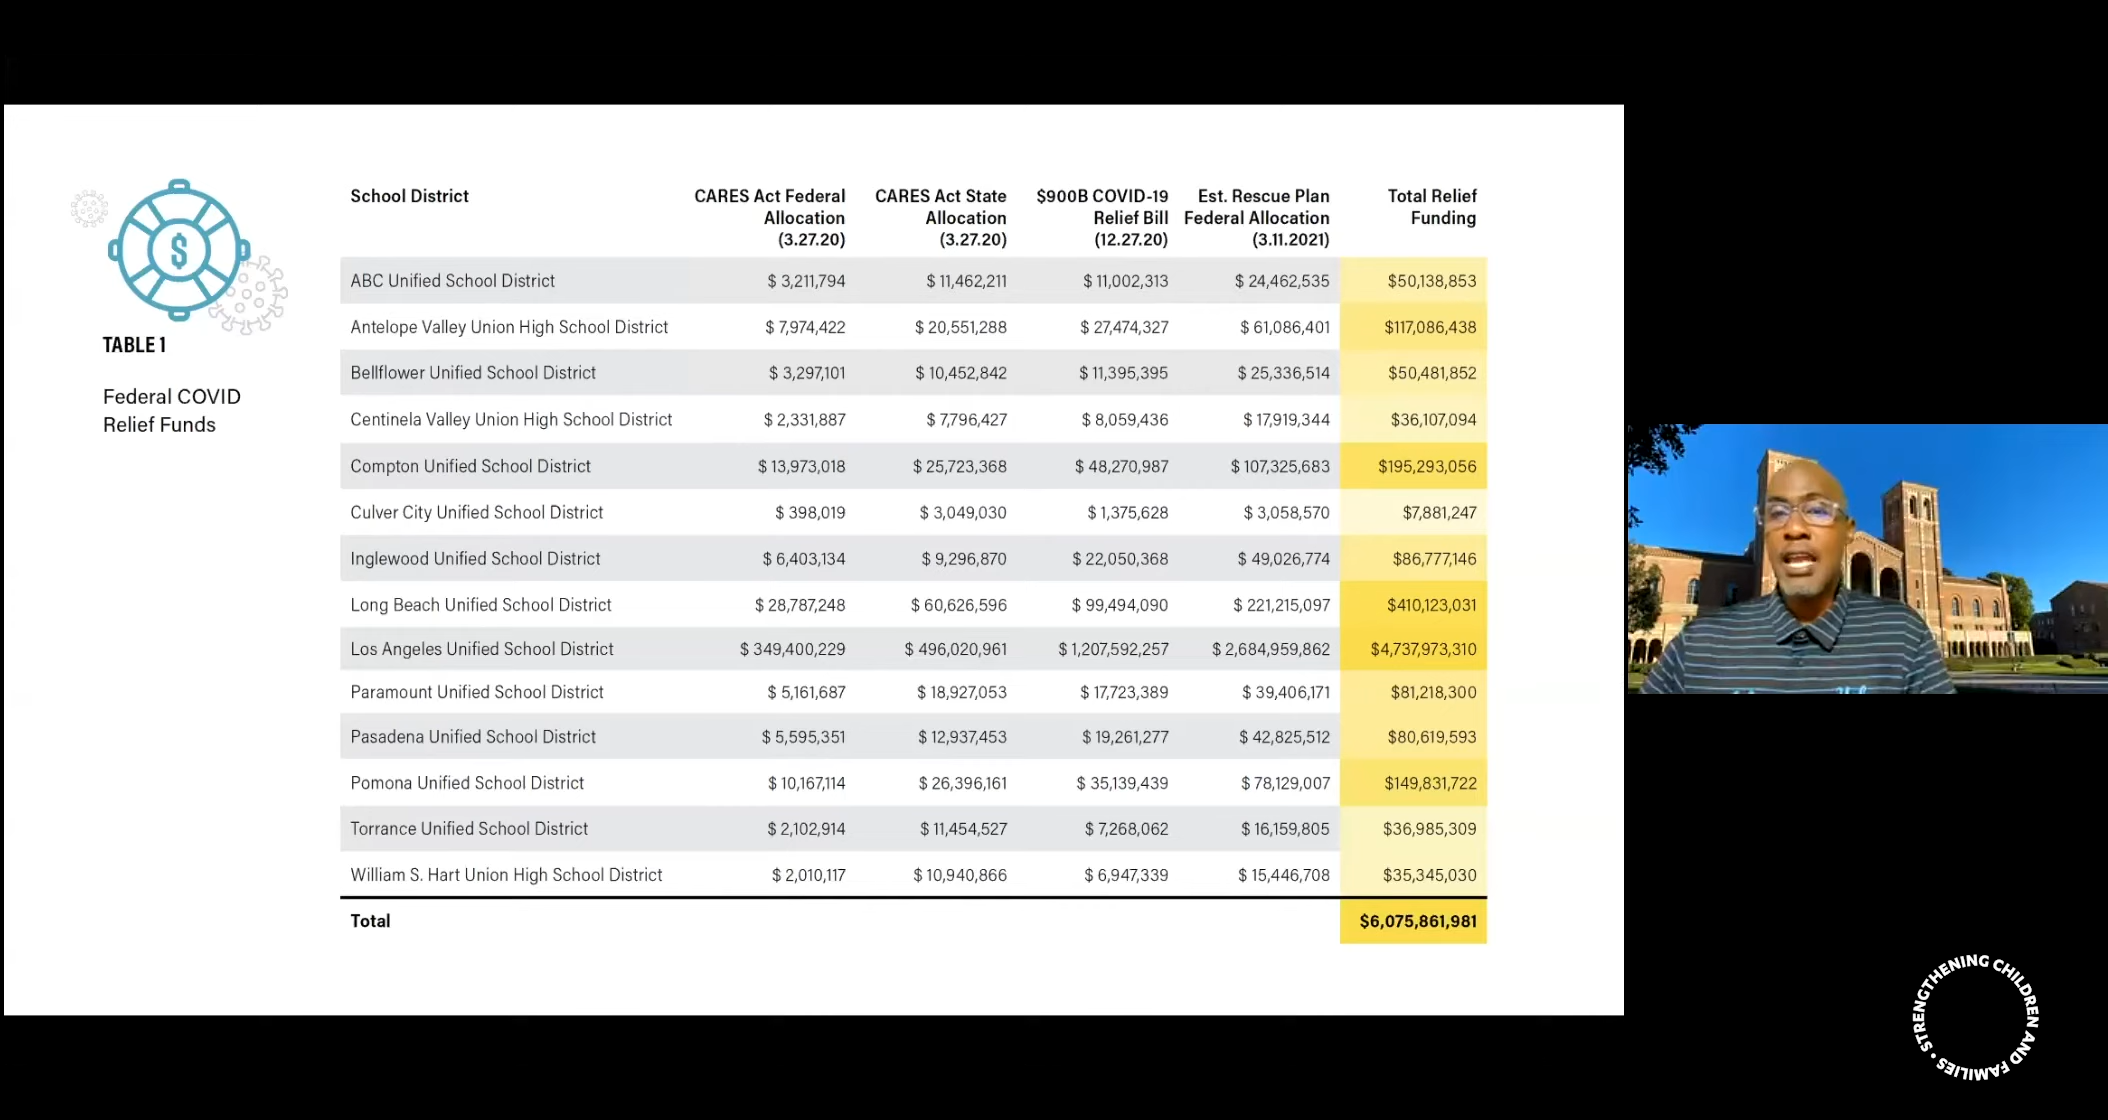 School District CARES Act Federal Allocation (3.27.20) CARES Act State Allocation (3.27.20) $900B COVID-19 Relief Bill (12.27.20) Est. Rescue Plan Federal Allocation (3.11.2021) Total Relief Funding
TABLE 1
Federal COVID
Relief Funds
$
ABC Unified School District $ 3,211,794 $ 11,462,211 $ 11,002,313 $ 24,462,535 $50,138,853
Antelope Valley Union High School District $ 7,974,422 $ 20,551,288 $ 27,474,327 $ 61,086,401 $117,086,438
Bellflower Unified School District $ 3,297,101 $ 10,452,842 $ 11,395,395 $ 25,336,514 $50,481,852
Centinela Valley Union High School District $ 2,331,887 $ 7,796,427 $ 8,059,436 $ 17,919,344 $36,107,094
Compton Unified School District $ 13,973,018 $ 25,723,368 $ 48,270,987 $ 107,325,683 $195,293,056
Culver City Unified School District $ 398,019 $ 3,049,030 $ 1,375,628 $ 3,058,570 $7,881,247
Inglewood Unified School District $ 6,403,134 $ 9,296,870 $ 22,050,368 $ 49,026,774 $86,777,146
Long Beach Unified School District $ 28,787,248 $ 60,626,596 $ 99,494,090 $ 221,215,097 $410,123,031
Los Angeles Unified School District $ 349,400,229 $ 496,020,961 $ 1,207,592,257 $ 2,684,959,862 $4,737,973,310
Paramount Unified School District $ 5,161,687 $ 18,927,053 $ 17,723,389 $ 39,406,171 $81,218,300
Pasadena Unified School District $ 5,595,351 $ 12,937,453 $ 19,261,277 $ 42,825,512 $80,619,593
Pomona Unified School District $ 10,167,114 $ 26,396,161 $ 35,139,439 $ 78,129,007 $149,831,722
Torrance Unified School District $ 2,102,914 $ 11,454,527 $ 7,268,062 $ 16,159,805 $36,985,309
William S. Hart Union High School District $ 2,010,117 $ 10,940,866 $ 6,947,339 $ 15,446,708 $35,345,030
Total $6,075,861,981
STRENGTHENING CHILDREN AND FAMILIES •